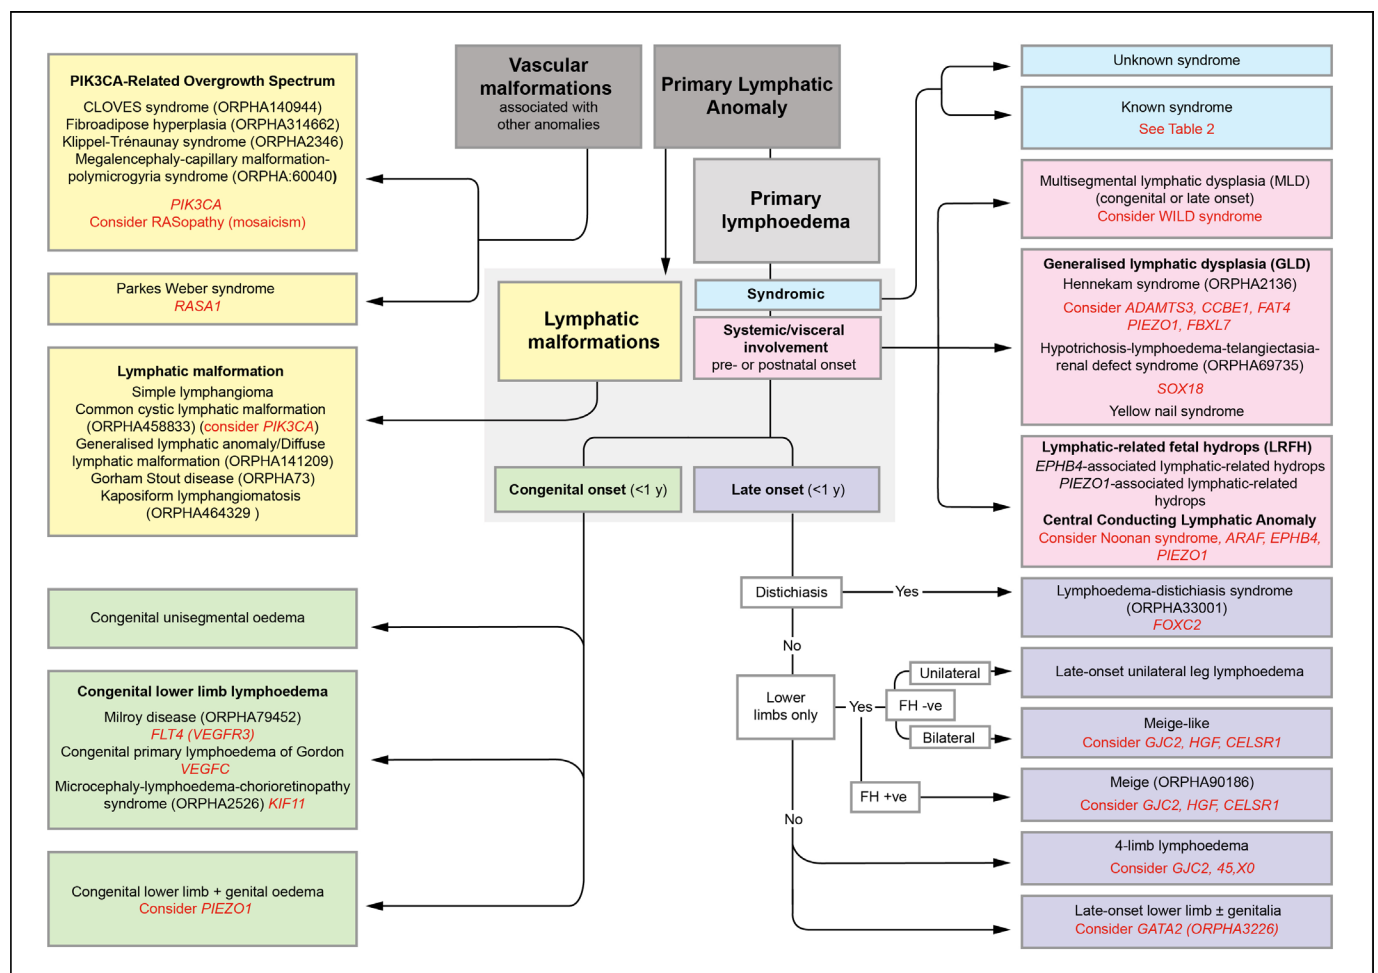 PIK3CA-Related Overgrowth Spectrum
CLOVES syndrome (ORPHA140944)
Fibroadipose hyperplasia (ORPHA314662)
Klippel-Trénaunay syndrome (ORPHA2346)
Megalencephaly-capillary malformation-
polymicrogyria syndrome (ORPHA:60040)
PIK3CA
Consider RASopathy (mosaicism)
Parkes Weber syndrome
RASA1
Lymphatic malformation
Simple lymphangioma
Common cystic lymphatic malformation
(ORPHA458833) (consider PIK3CA)
Generalised lymphatic anomaly/Diffuse
lymphatic malformation (ORPHA141209)
Gorham Stout disease (ORPHA73)
Kaposiform lymphangiomatosis
(ORPHA464329 )
Congenital unisegmental oedema
Congenital lower limb lymphoedema
Milroy disease (ORPHA79452)
FLT4 (VEGFR3)
Congenital primary lymphoedema of Gordon
VEGFC
Microcephaly-lymphoedema-chorioretinopathy
syndrome (ORPHA2526) KIF11
Congenital lower limb + genital oedema
Consider PIEZO1
Vascular
malformations
associated with
other anomalies
Primary Lymphatic
Anomaly
Primary
lymphoedema
Lymphatic
malformations
Syndromic
Systemic/visceral
involvement
pre- or postnatal onset
Congenital onset (<1 y)
Late onset (<1 y)
Distichiasis
Yes
No
Lower
limbs only
Yes
FH -ve
Unilateral
Bilateral
FH +ve
No
Unknown syndrome
Known syndrome
See Table 2
Multisegmental lymphatic dysplasia (MLD)
(congenital or late onset)
Consider WILD syndrome
Generalised lymphatic dysplasia (GLD)
Hennekam syndrome (ORPHA2136)
Consider ADAMTS3, CCBE1, FAT4
PIEZO1, FBXL7
Hypotrichosis-lymphoedema-telangiectasia-
renal defect syndrome (ORPHA69735)
SOX18
Yellow nail syndrome
Lymphatic-related fetal hydrops (LRFH)
EPHB4-associated lymphatic-related hydrops
PIEZO1-associated lymphatic-related
hydrops
Central Conducting Lymphatic Anomaly
Consider Noonan syndrome, ARAF, EPHB4,
PIEZO1
Lymphoedema-distichiasis syndrome
(ORPHA33001)
FOXC2
Late-onset unilateral leg lymphoedema
Meige-like
Consider GJC2, HGF, CELSR1
Meige (ORPHA90186)
Consider GJC2, HGF, CELSR1
4-limb lymphoedema
Consider GJC2, 45,X0
Late-onset lower limb ± genitalia
Consider GATA2 (ORPHA3226)